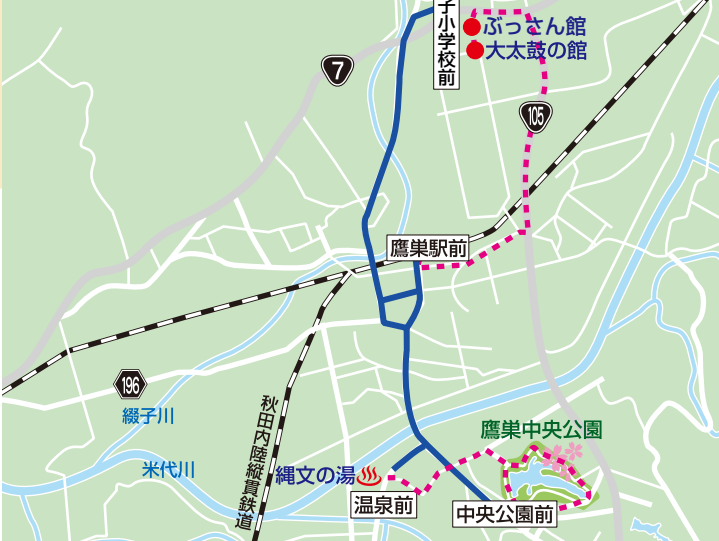 子小学校前
ぶっさん館
大太鼓の館
7
105
鷹巣駅前
196
綴子川
米代川
秋田内陸縦貫鉄道
縄文の湯
温泉前
鷹巣中央公園
中央公園前